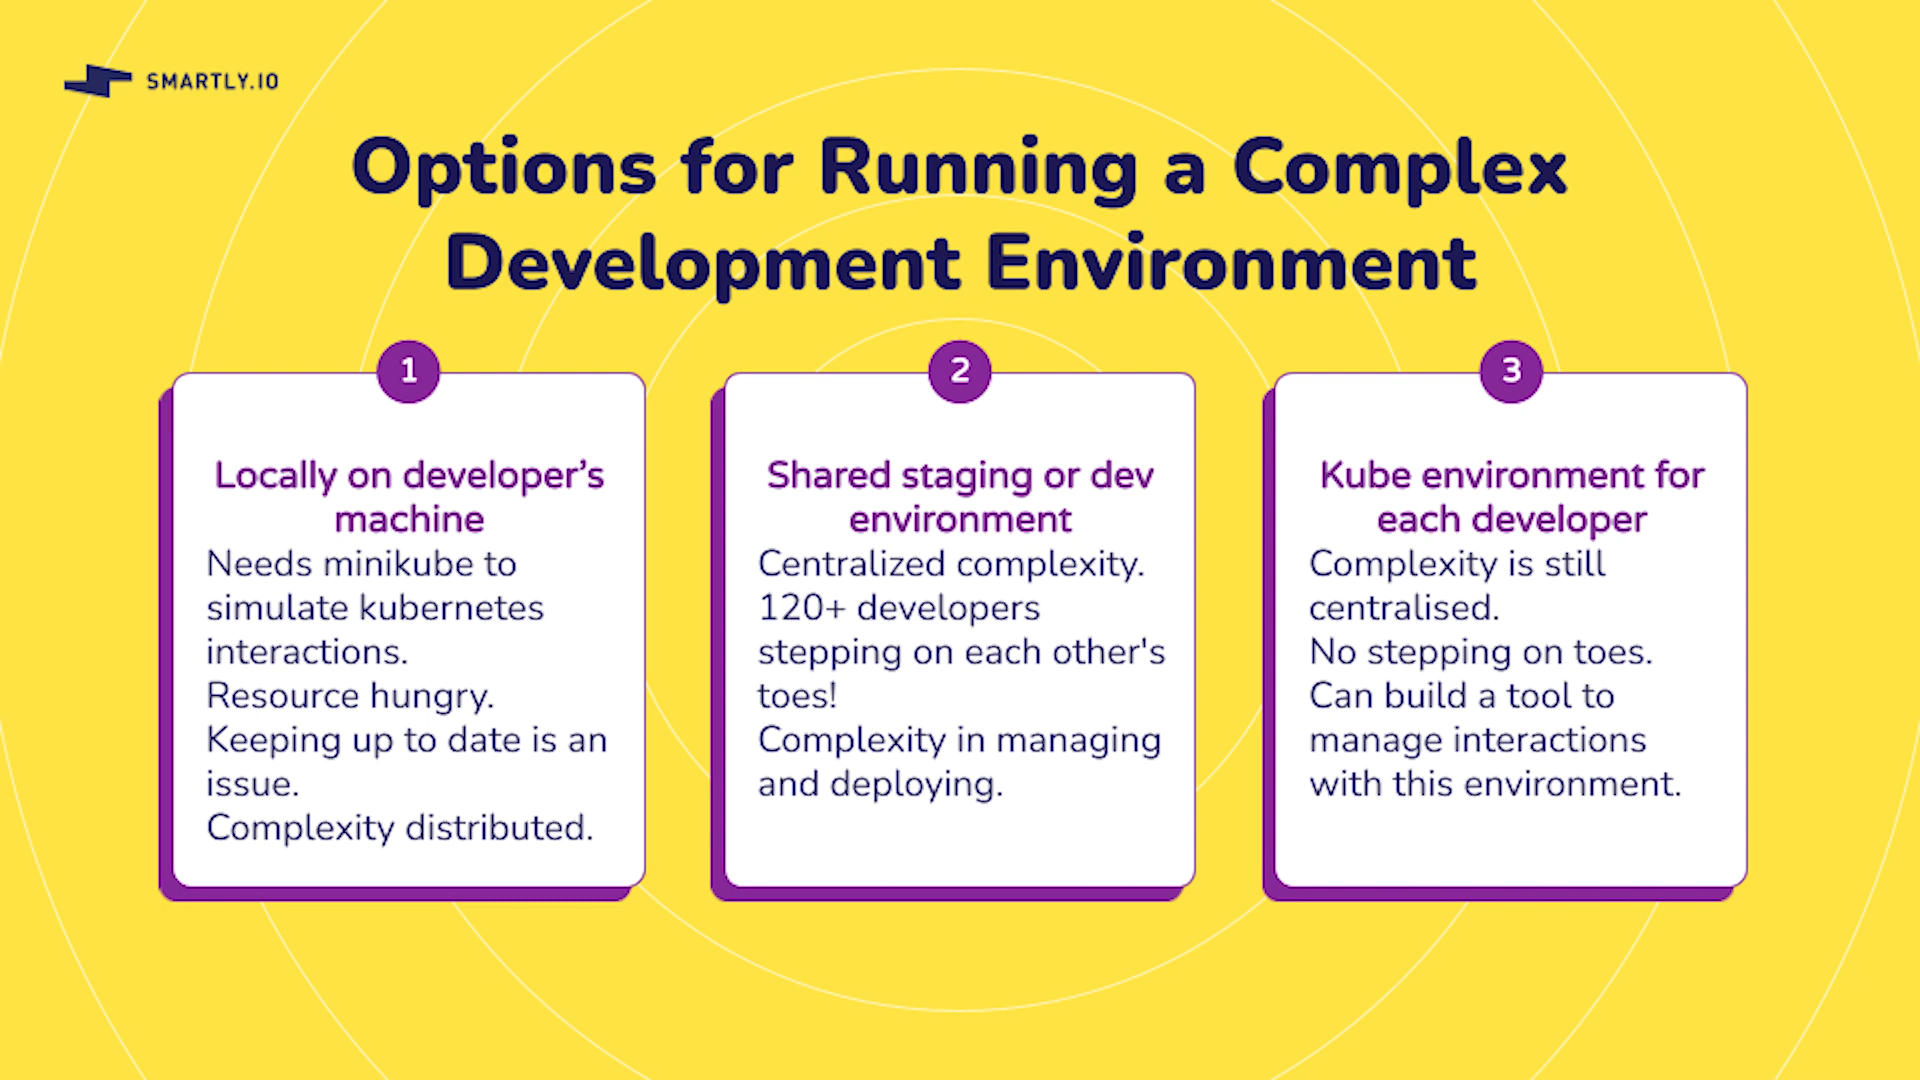 SMARTLY.IO
Options for Running a Complex
Development Environment
1
Locally on developer’s
machine
Needs minikube to
simulate kubernetes
interactions.
Resource hungry.
Keeping up to date is an
issue.
Complexity distributed.
2
Shared staging or dev
environment
Centralized complexity.
120+ developers
stepping on each other's
toes!
Complexity in managing
and deploying.
3
Kube environment for
each developer
Complexity is still
centralised.
No stepping on toes.
Can build a tool to
manage interactions
with this environment.